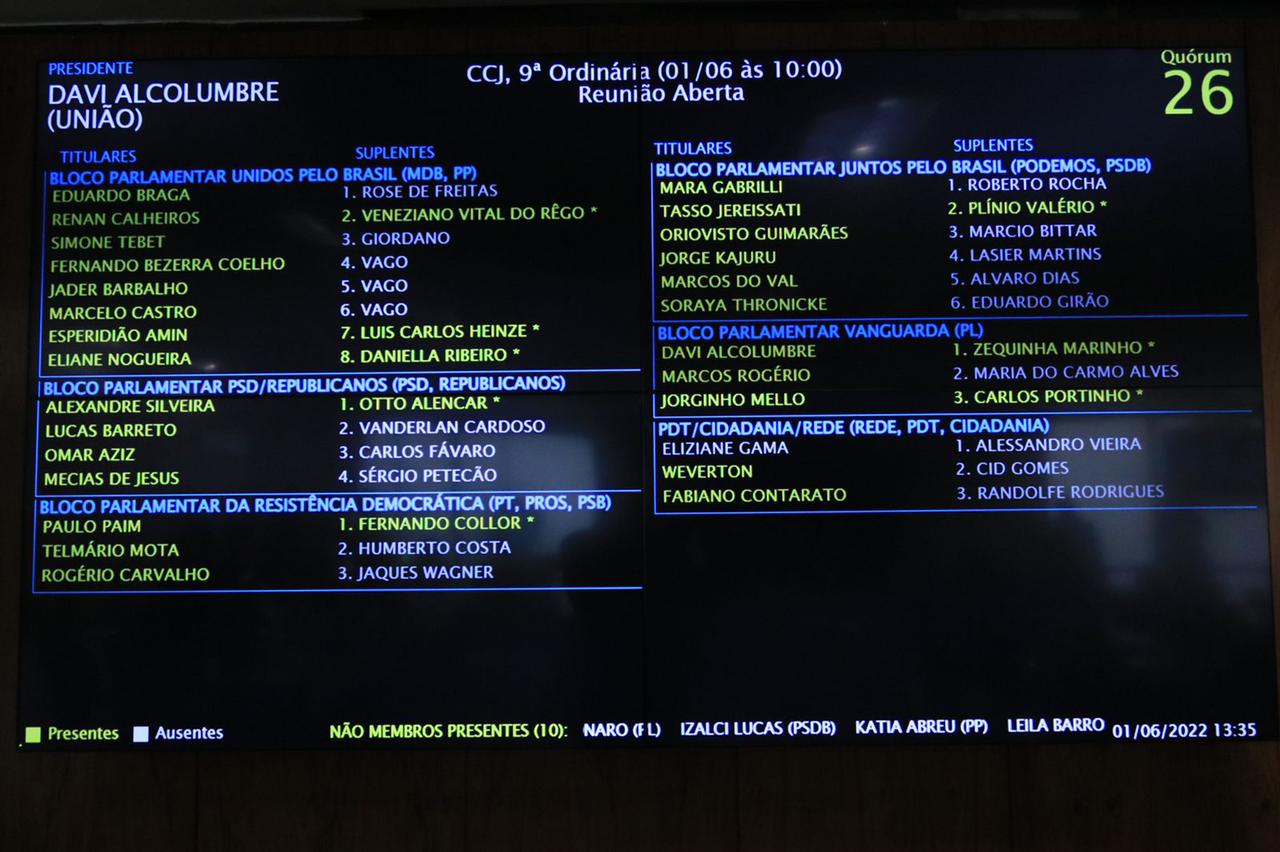 PRESIDENTE
DAVI ALCOLUMBRE
(UNIÃO)
CCJ, 9ª Ordinária (01/06 às 10:00)
Reunião Aberta
Quórum
26
TITULARES SUPLENTES
BLOCO PARLAMENTAR UNIDOS PELO BRASIL (MDB, PP)
EDUARDO BRAGA 1. ROSE DE FREITAS
RENAN CALHEIROS 2. VENEZIANO VITAL DO RÊGO *
SIMONE TEBET 3. GIORDANO
FERNANDO BEZERRA COELHO 4. VAGO
JADER BARBALHO 5. VAGO
MARCELO CASTRO 6. VAGO
ESPERIDIÃO AMIN 7. LUIS CARLOS HEINZE *
ELIANE NOGUEIRA 8. DANIELLA RIBEIRO *
BLOCO PARLAMENTAR PSD/REPUBLICANOS (PSD, REPUBLICANOS)
ALEXANDRE SILVEIRA 1. OTTO ALENCAR *
LUCAS BARRETO 2. VANDERLAN CARDOSO
OMAR AZIZ 3. CARLOS FÁVARO
MECIAS DE JESUS 4. SÉRGIO PETECÃO
BLOCO PARLAMENTAR DA RESISTÊNCIA DEMOCRÁTICA (PT, PROS, PSB)
PAULO PAIM 1. FERNANDO COLLOR *
TELMÁRIO MOTA 2. HUMBERTO COSTA
ROGÉRIO CARVALHO 3. JAQUES WAGNER
TITULARES SUPLENTES
BLOCO PARLAMENTAR JUNTOS PELO BRASIL (PODEMOS, PSDB)
MARA GABRILLI 1. ROBERTO ROCHA
TASSO JEREISSATI 2. PLÍNIO VALÉRIO *
ORIOVISTO GUIMARÃES 3. MARCIO BITTAR
JORGE KAJURU 4. LASIER MARTINS
MARCOS DO VAL 5. ALVARO DIAS
SORAYA THRONICKE 6. EDUARDO GIRÃO
BLOCO PARLAMENTAR VANGUARDA (PL)
DAVI ALCOLUMBRE 1. ZEQUINHA MARINHO *
MARCOS ROGÉRIO 2. MARIA DO CARMO ALVES
JORGINHO MELLO 3. CARLOS PORTINHO *
PDT/CIDADANIA/REDE (REDE, PDT, CIDADANIA)
ELIZIANE GAMA 1. ALESSANDRO VIEIRA
WEVERTON 2. CID GOMES
FABIANO CONTARATO 3. RANDOLFE RODRIGUES
Presentes Ausentes NÃO MEMBROS PRESENTES (10): NARO (PL) IZALCI LUCAS (PSDB) KATIA ABREU (PP) LEILA BARRO 01/06/2022 13:35